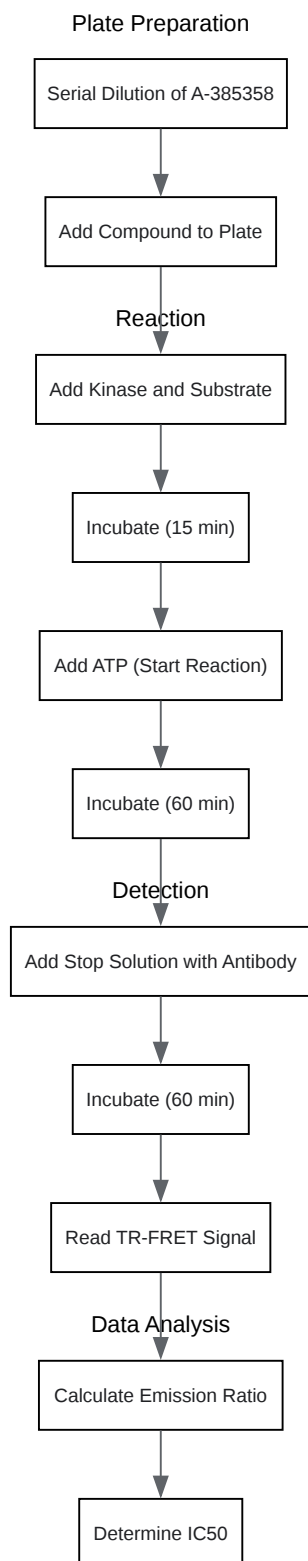 Plate Preparation
Serial Dilution of A-385358
Add Compound to Plate
Reaction
Add Kinase and Substrate
Incubate (15 min)
Add ATP (Start Reaction)
Incubate (60 min)
Detection
Add Stop Solution with Antibody
Incubate (60 min)
Read TR-FRET Signal
Data Analysis
Calculate Emission Ratio
Determine IC50